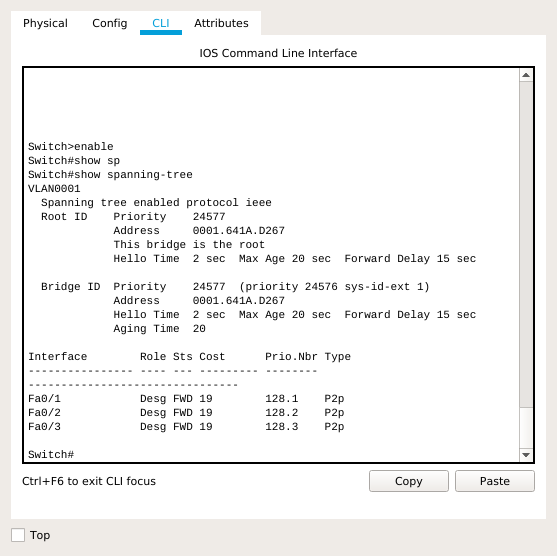 Physical Config CLI Attributes
IOS Command Line Interface
Switch>enable
Switch#show sp
Switch#show spanning-tree
VLAN0001
  Spanning tree enabled protocol ieee
  Root ID    Priority    24577
             Address     0001.641A.D267
             This bridge is the root
             Hello Time  2 sec  Max Age 20 sec  Forward Delay 15 sec

  Bridge ID  Priority    24577  (priority 24576 sys-id-ext 1)
             Address     0001.641A.D267
             Hello Time  2 sec  Max Age 20 sec  Forward Delay 15 sec
             Aging Time  20

Interface        Role Sts Cost      Prio.Nbr Type
---------------- ---- --- --------- --------
--------------------------------
Fa0/1            Desg FWD 19        128.1    P2p
Fa0/2            Desg FWD 19        128.2    P2p
Fa0/3            Desg FWD 19        128.3    P2p

Switch#
Ctrl+F6 to exit CLI focus Copy Paste
Top